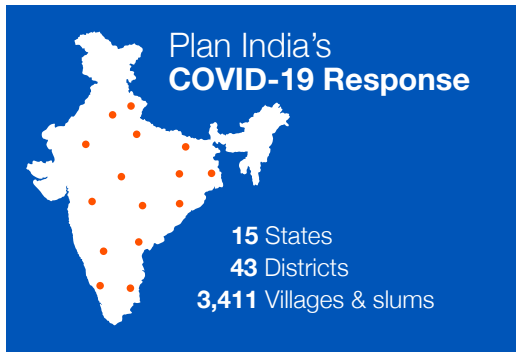 Plan India's
COVID-19 Response
15 States
43 Districts
3,411 Villages & slums